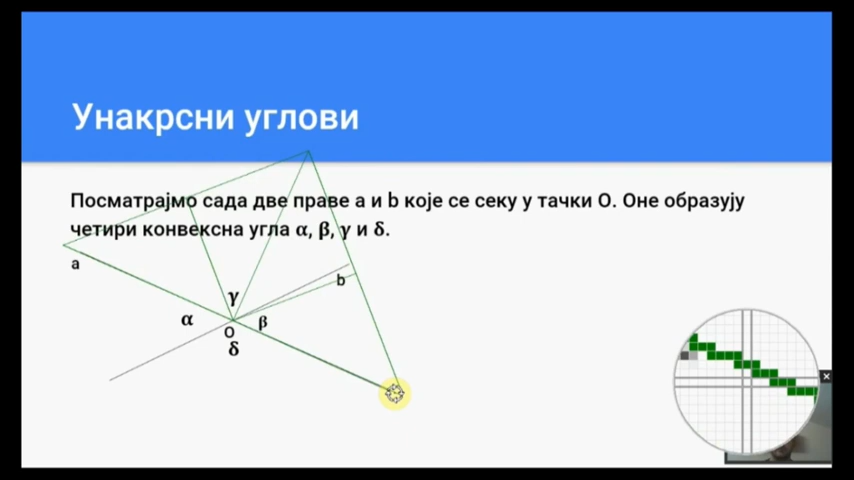 Унакрсни углови
Посматрајмо сада две праве a и b које се секу у тачки O. Оне образују
четири конвексна угла α, β, γ и δ.
a
b
γ
α
β
O
δ